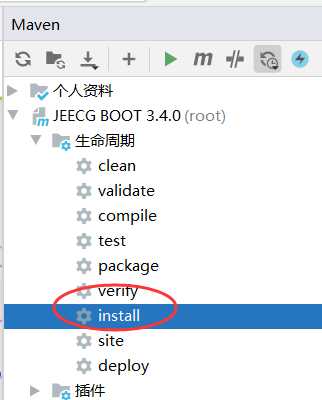 Maven
个人资料
JEECG BOOT 3.4.0 (root)
生命周期
clean
validate
compile
test
package
verify
install
site
deploy
插件